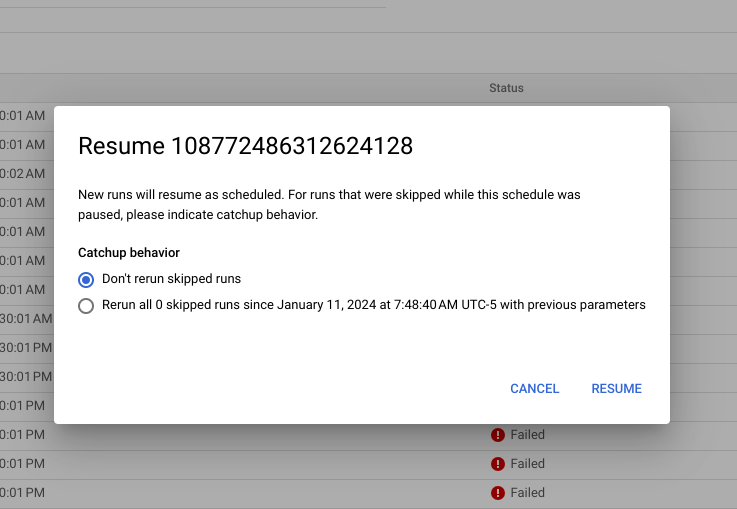 Status
0:01 AM
Resume 108772486312624128
0:01 AM
0:02 AM
New runs will resume as scheduled. For runs that were skipped while this schedule was
0:01 AM
paused, please indicate catchup behavior.
0:01 AM
Catchup behavior
0:01 AM
Don't rerun skipped runs
0:01 AM
Rerun all 0 skipped runs since January 11, 2024 at 7:48:40 AM UTC-5 with previous parameters
30:01 AM
30:01 PM
30:01 PM
CANCEL RESUME
0:01 PM
0:01 PM Failed
0:01 PM Failed
0:01 PM Failed